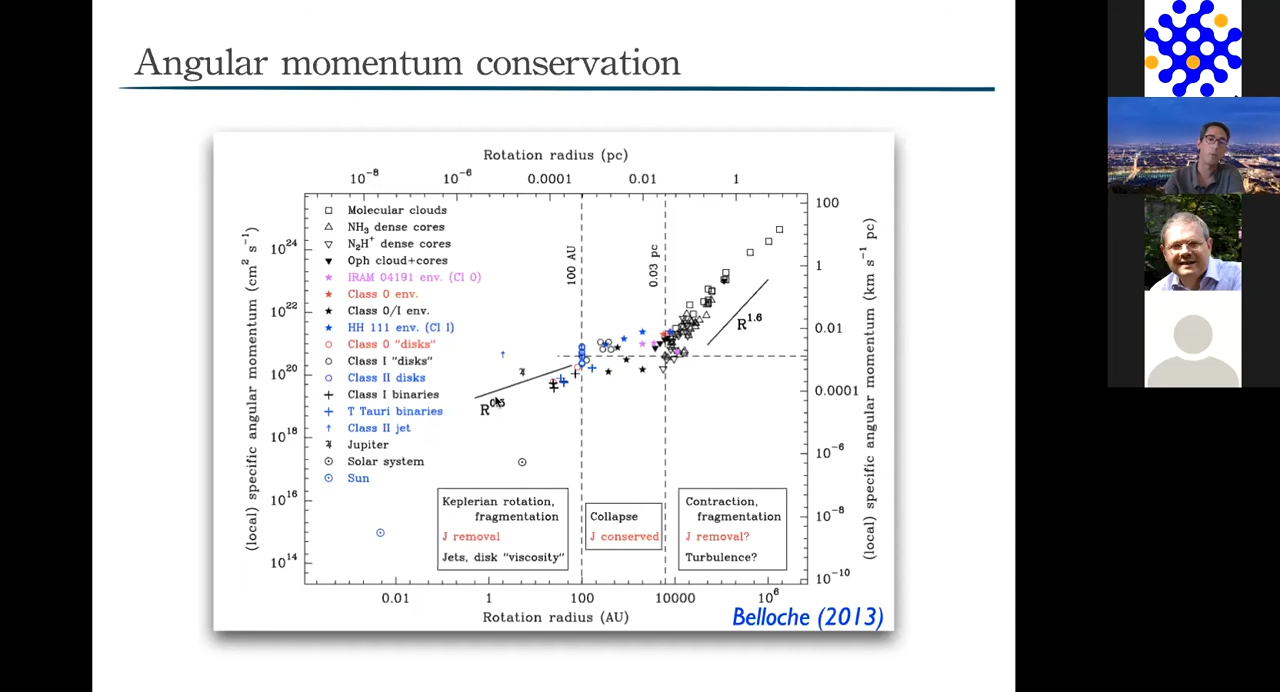 Angular momentum conservation
Rotation radius (pc)
10⁻⁸ 10⁻⁶ 0.0001 0.01 1
(local) specific angular momentum (cm² s⁻¹)
10²⁴
10²²
10²⁰
10¹⁸
10¹⁶
10¹⁴
Molecular clouds
NH₃ dense cores
N₂H⁺ dense cores
Oph cloud+cores
IRAM 04191 env. (Cl 0)
Class 0 env.
Class 0/I env.
HH 111 env. (Cl I)
Class 0 "disks"
Class I "disks"
Class II disks
Class I binaries
T Tauri binaries
Class II jet
Jupiter
Solar system
Sun
100 AU
0.03 pc
R¹·⁶
R⁰·⁵
Keplerian rotation,
fragmentation
J removal
Jets, disk "viscosity"
Collapse
J conserved
Contraction,
fragmentation
J removal?
Turbulence?
100
1
0.01
0.0001
10⁻⁶
10⁻⁸
10⁻¹⁰
(local) specific angular momentum (km s⁻¹ pc)
0.01 1 100 10000 10⁶
Rotation radius (AU)
Belloche (2013)